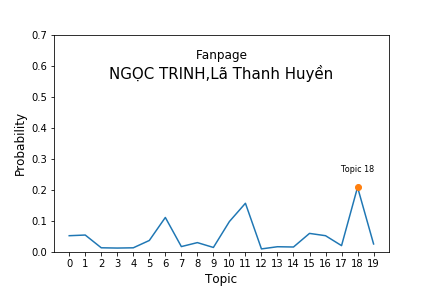 Fanpage
NGỌC TRINH,Lã Thanh Huyền
Topic 18
Probability
0.7
0.6
0.5
0.4
0.3
0.2
0.1
0.0
0 1 2 3 4 5 6 7 8 9 10 11 12 13 14 15 16 17 18 19
Topic